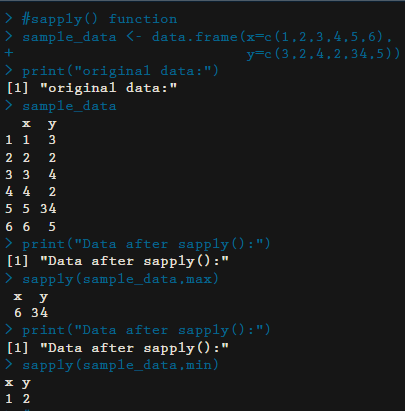 > #sapply() function
> sample_data <- data.frame(x=c(1,2,3,4,5,6),
+                           y=c(3,2,4,2,34,5))
> print("original data:")
[1] "original data:"
> sample_data
  x  y
1 1  3
2 2  2
3 3  4
4 4  2
5 5 34
6 6  5
> print("Data after sapply():")
[1] "Data after sapply():"
> sapply(sample_data,max)
 x  y
 6 34
> print("Data after sapply():")
[1] "Data after sapply():"
> sapply(sample_data,min)
x y
1 2